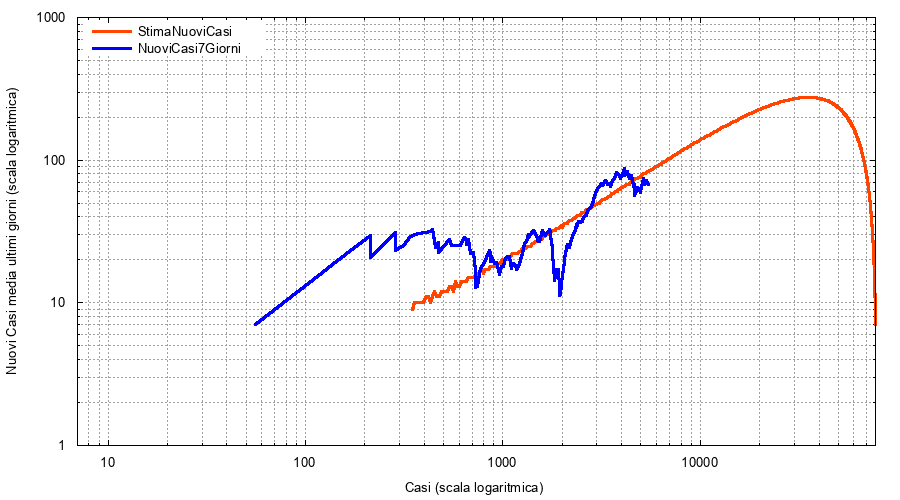 1000
StimaNuoviCasi
NuoviCasi7Giorni
100
10
1
Nuovi Casi media ultimi giorni (scala logaritmica)
10
100
1000
10000
Casi (scala logaritmica)